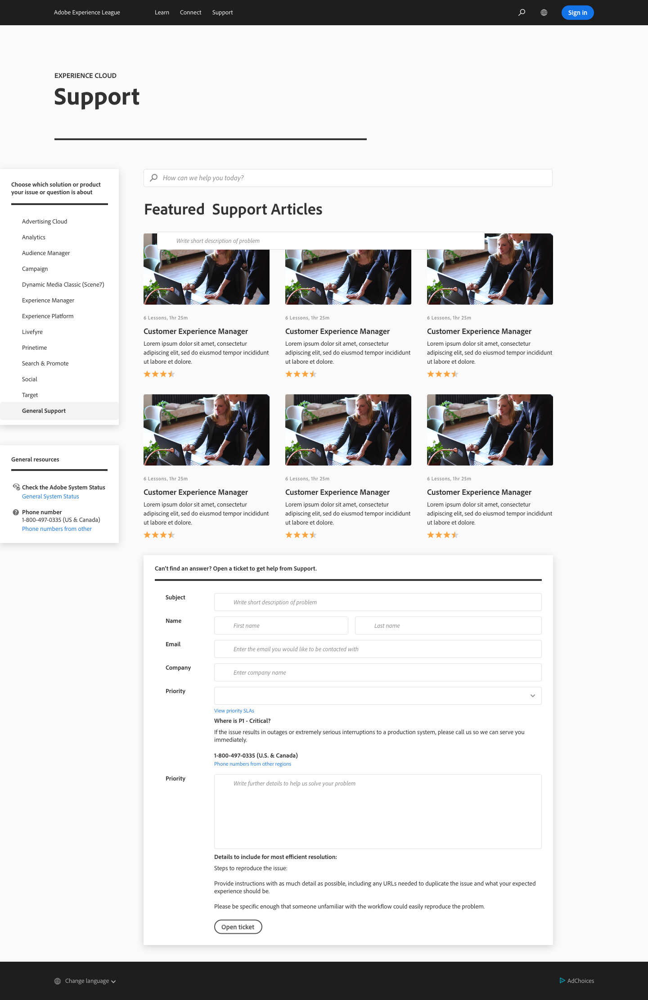 Adobe Experience League
Learn
Connect
Support
Sign in
EXPERIENCE CLOUD
Support
Choose which solution or product
your issue or question is about
Advertising Cloud
Analytics
Audience Manager
Campaign
Dynamic Media Classic (Scene7)
Experience Manager
Experience Platform
Livefyre
Prinetime
Search & Promote
Social
Target
General Support
General resources
Check the Adobe System Status
General System Status
Phone number
1-800-497-0335 (US & Canada)
Phone numbers from other
How can we help you today?
Featured Support Articles
Write short description of problem
6 Lessons, 1hr 25m
Customer Experience Manager
Lorem ipsum dolor sit amet, consectetur
adipiscing elit, sed do eiusmod tempor incididunt
ut labore et dolore.
6 Lessons, 1hr 25m
Customer Experience Manager
Lorem ipsum dolor sit amet, consectetur
adipiscing elit, sed do eiusmod tempor incididunt
ut labore et dolore.
6 Lessons, 1hr 25m
Customer Experience Manager
Lorem ipsum dolor sit amet, consectetur
adipiscing elit, sed do eiusmod tempor incididunt
ut labore et dolore.
6 Lessons, 1hr 25m
Customer Experience Manager
Lorem ipsum dolor sit amet, consectetur
adipiscing elit, sed do eiusmod tempor incididunt
ut labore et dolore.
6 Lessons, 1hr 25m
Customer Experience Manager
Lorem ipsum dolor sit amet, consectetur
adipiscing elit, sed do eiusmod tempor incididunt
ut labore et dolore.
6 Lessons, 1hr 25m
Customer Experience Manager
Lorem ipsum dolor sit amet, consectetur
adipiscing elit, sed do eiusmod tempor incididunt
ut labore et dolore.
Can't find an answer? Open a ticket to get help from Support.
Subject
Write short description of problem
Name
First name
Last name
Email
Enter the email you would like to be contacted with
Company
Enter company name
Priority
View priority SLAs
Where is P1 - Critical?
If the issue results in outages or extremely serious interruptions to a production system, please call us so we can serve you
immediately.
1-800-497-0335 (U.S. & Canada)
Phone numbers from other regions
Priority
Write further details to help us solve your problem
Details to include for most efficient resolution:
Steps to reproduce the issue:
Provide instructions with as much detail as possible, including any URLs needed to duplicate the issue and what your expected
experience should be.
Please be specific enough that someone unfamiliar with the workflow could easily reproduce the problem.
Open ticket
Change language
AdChoices